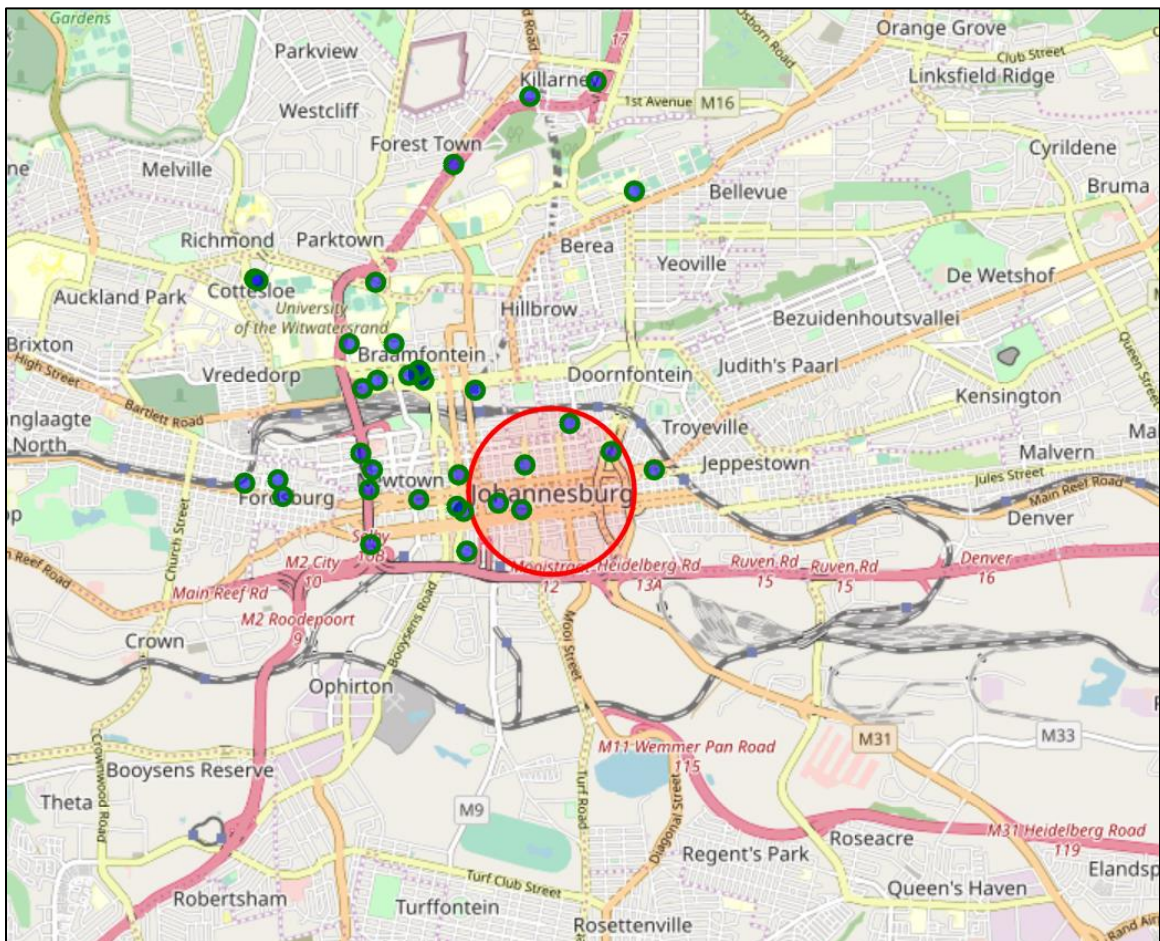 Gardens
Parkview
Orange Grove
Club Street
17
Killarne
Linksfield Ridge
1st Avenue
M16
Westcliff
Forest Town
Cyrildene
Melville
Bellevue
Bruma
Richmond
Parktown
Berea
Yeoville
De Wetshof
Cottesloe
Auckland Park
University
of the Witwatersrand
Hillbrow
Bezuidenhoutsvallei
Brixton
High Street
Braamfontein
Vrededorp
Doornfontein
Judith's Paarl
Queen Street
Kensington
Bartlett Road
Troyeville
North
Malvern
Jeppestown
Jules Street
Newtown
Johannesburg
Main Reef Road
Denver
Church Street
M2 City
10
Heidelberg Rd
13A
12
Ruven.Rd
15
Ruven.Rd
15
Denver
16
Main Reef Rd
M2 Roodepoort
9
Crown
Booysens Road
Mooi Street
Ophirton
M11 Wemmer Pan Road
115
M31
M33
Booysens Reserve
Crownwood Road
Theta
M9
Turf Road
Diagonal Street
Roseacre
M31 Heidelberg Road
119
Regent's Park
Turf Club Street
Queen's Haven
Robertsham
Turffontein
Rosettenville